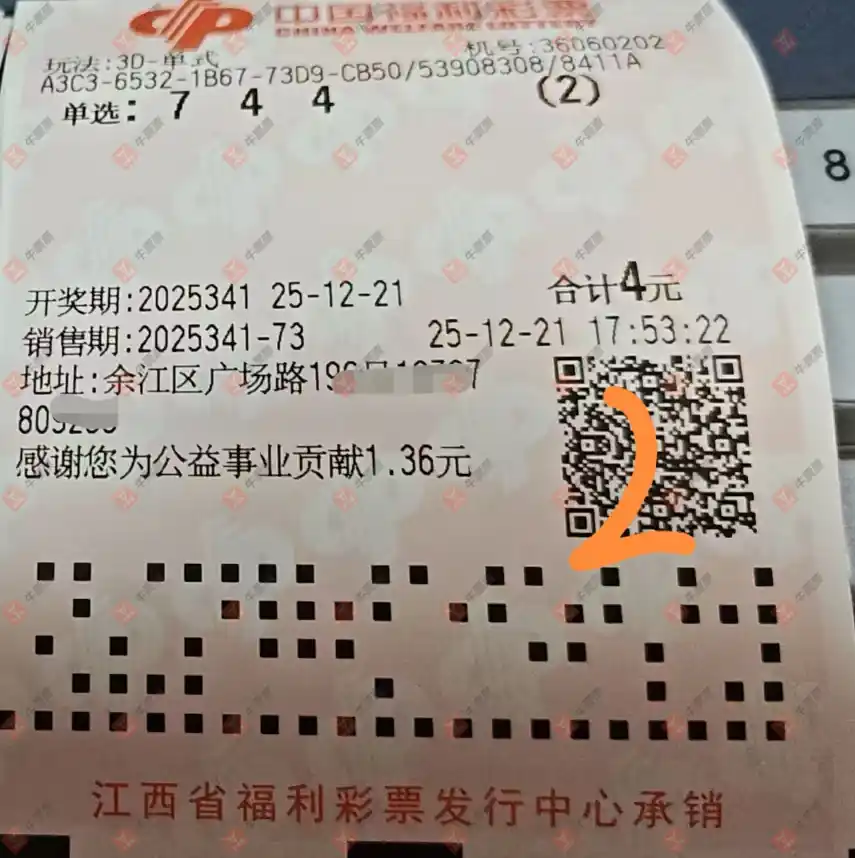 中国福利彩票
CHINA WELFARE LOTTERY
玩法:3D-单式 机号:36060202
A3C3-6532-1B67-73D9-CB50/53908308/8411A
单选: 7 4 4 (2)
8
开奖期:2025341 25-12-21 合计4元
销售期:2025341-73 25-12-21 17:53:22
地址:余江区广场路19
感谢您为公益事业贡献1.36元
2
江西省福利彩票发行中心承销